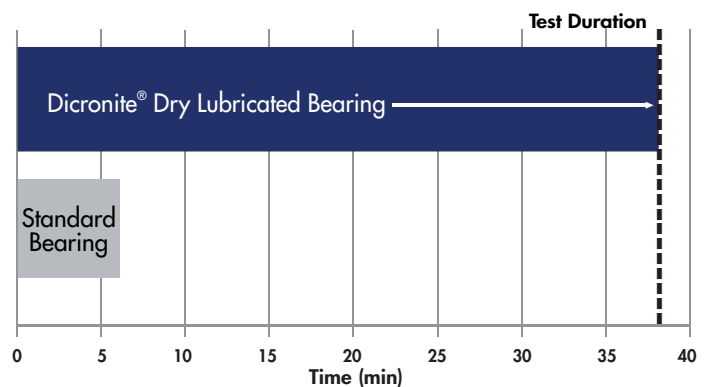 Test Duration
Dicronite® Dry Lubricated Bearing
Standard
Bearing
0 5 10 15 20 25 30 35 40
Time (min)